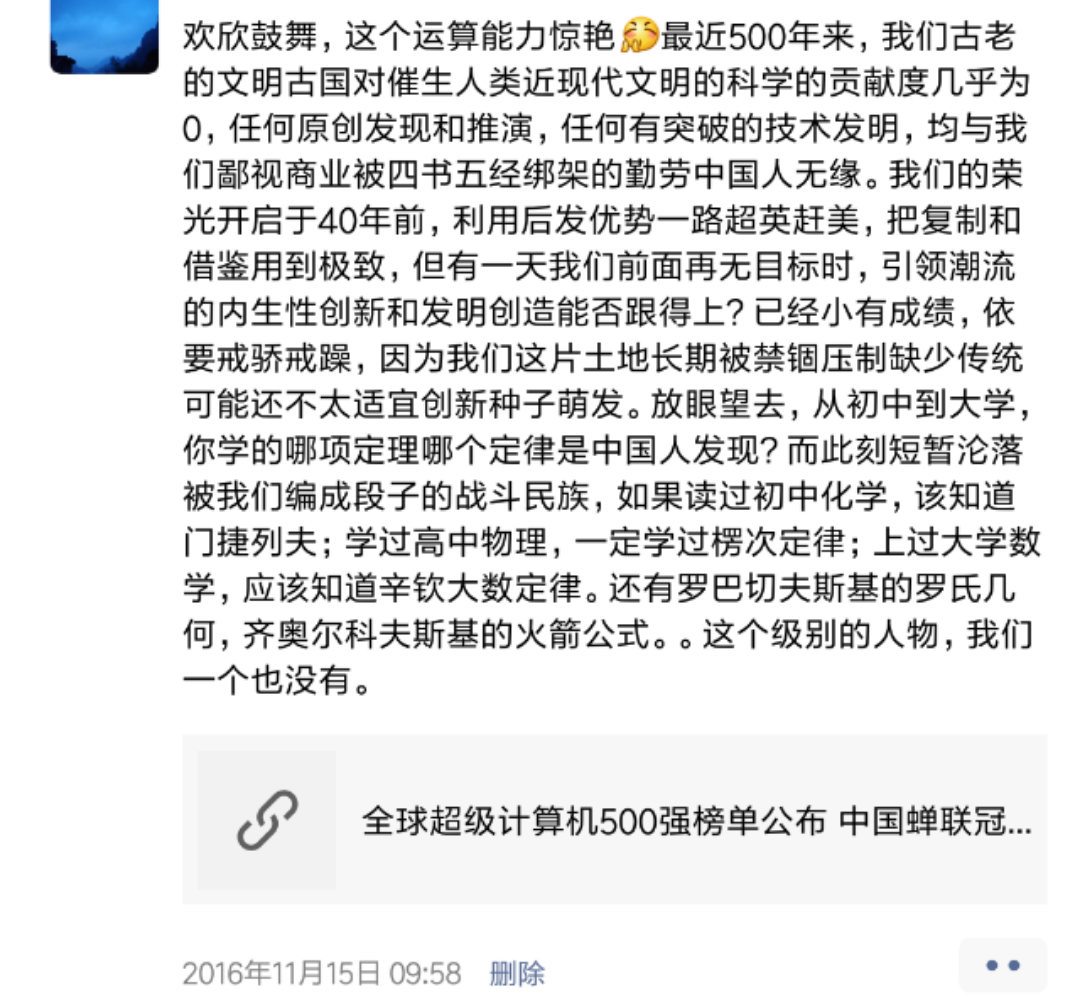 欢欣鼓舞，这个运算能力惊艳😚最近500年来，我们古老
的文明古国对催生人类近现代文明的科学的贡献度几乎为
0，任何原创发现和推演，任何有突破的技术发明，均与我
们鄙视商业被四书五经绑架的勤劳中国人无缘。我们的荣
光开启于40年前，利用后发优势一路超英赶美，把复制和
借鉴用到极致，但有一天我们前面再无目标时，引领潮流
的内生性创新和发明创造能否跟得上？已经小有成绩，依
要戒骄戒躁，因为我们这片土地长期被禁锢压制缺少传统
可能还不太适宜创新种子萌发。放眼望去，从初中到大学，
你学的哪项定理哪个定律是中国人发现？而此刻短暂沦落
被我们编成段子的战斗民族，如果读过初中化学，该知道
门捷列夫；学过高中物理，一定学过楞次定律；上过大学数
学，应该知道辛钦大数定律。还有罗巴切夫斯基的罗氏几
何，齐奥尔科夫斯基的火箭公式。。这个级别的人物，我们
一个也没有。
全球超级计算机500强榜单公布 中国蝉联冠...
2016年11月15日 09:58 删除